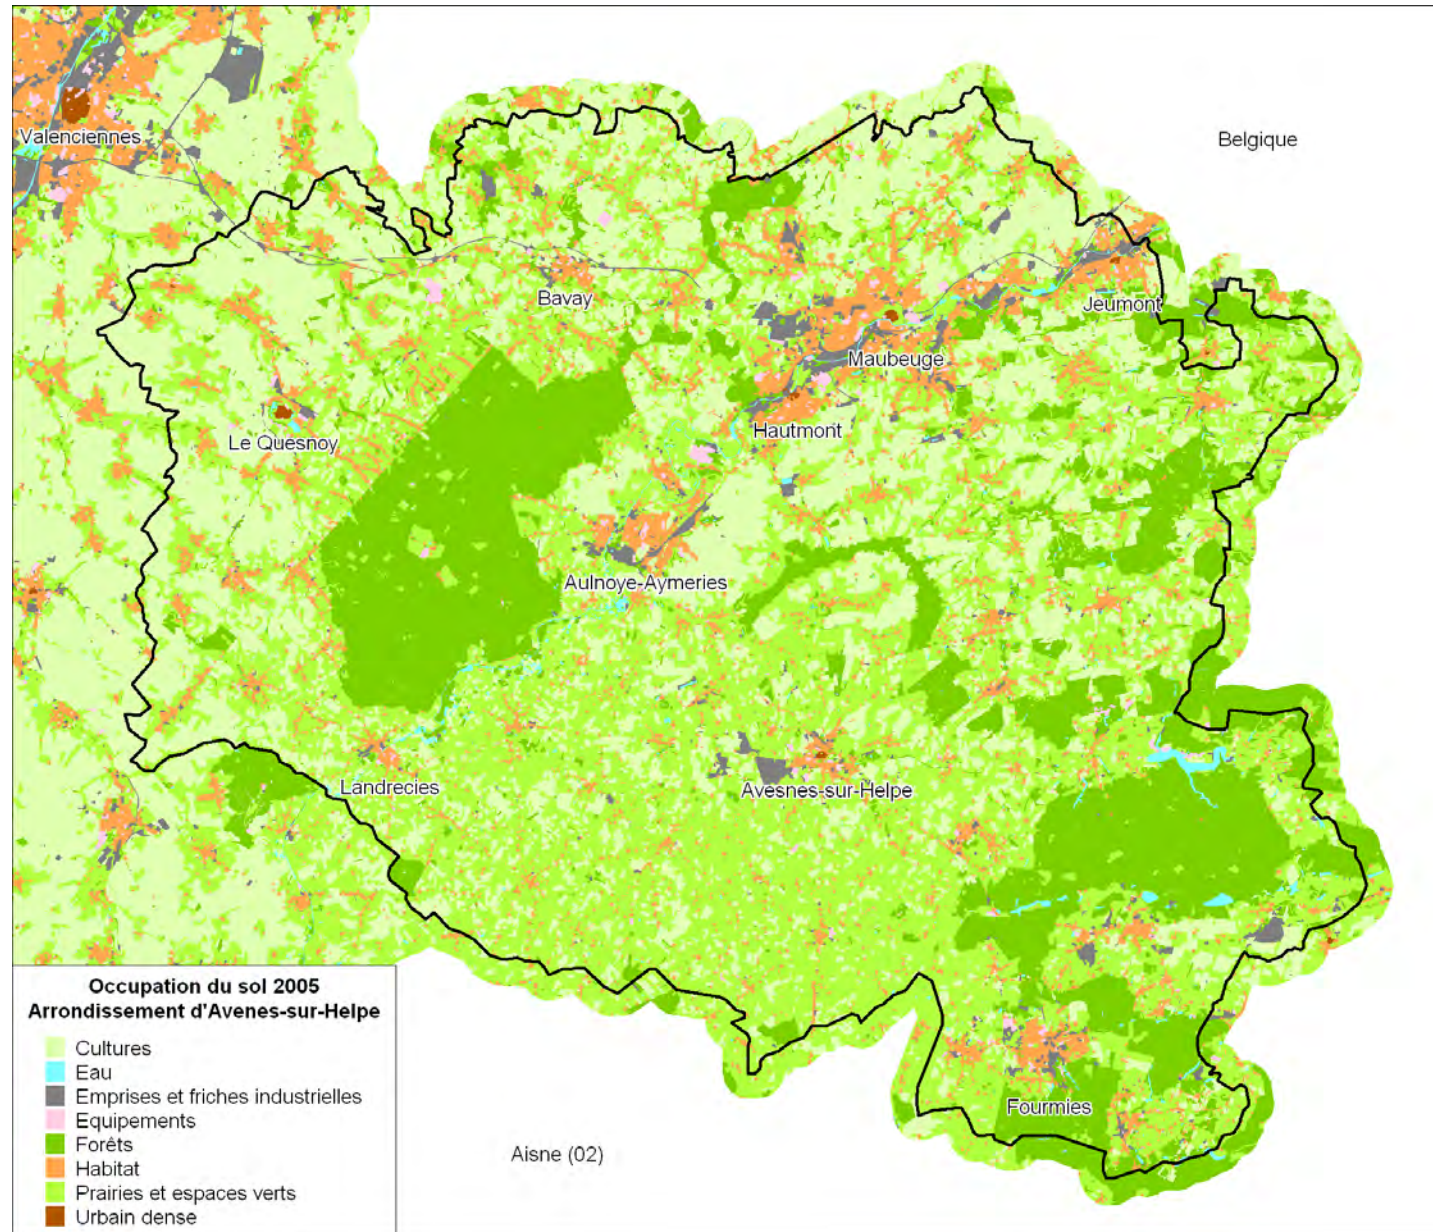 Valenciennes
Belgique
Bavay
Jeumont
Maubeuge
Le Quesnoy
Hautmont
Aulnoye-Aymeries
Landrecies
Avesnes-sur-Helpe
Fourmies
Aisne (02)
Occupation du sol 2005
Arrondissement d'Avenes-sur-Helpe
Cultures
Eau
Emprises et friches industrielles
Equipements
Forêts
Habitat
Prairies et espaces verts
Urbain dense